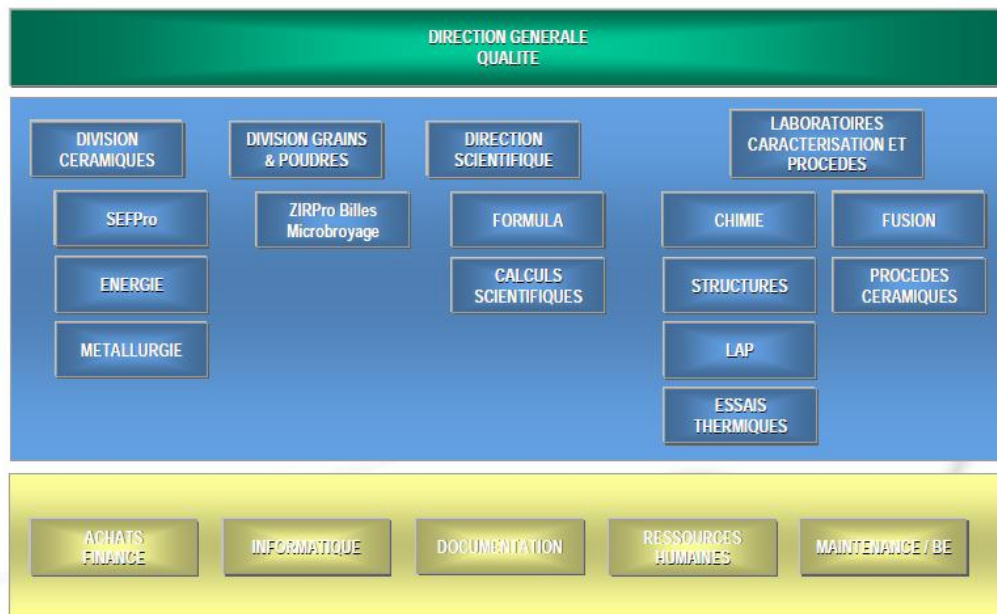 DIRECTION GENERALE
QUALITE
DIVISION
CERAMIQUES
DIVISION GRAINS
& POUDRES
DIRECTION
SCIENTIFIQUE
LABORATOIRES
CARACTERISATION ET
PROCEDES
SEFPro
ZIRPro Billes
Microbroyage
FORMULA
CHIMIE
FUSION
ENERGIE
CALCULS
SCIENTIFIQUES
STRUCTURES
PROCEDES
CERAMIQUES
METALLURGIE
LAP
ESSAIS
THERMIQUES
ACHATS
FINANCE
INFORMATIQUE
DOCUMENTATION
RESSOURCES
HUMAINES
MAINTENANCE / BE